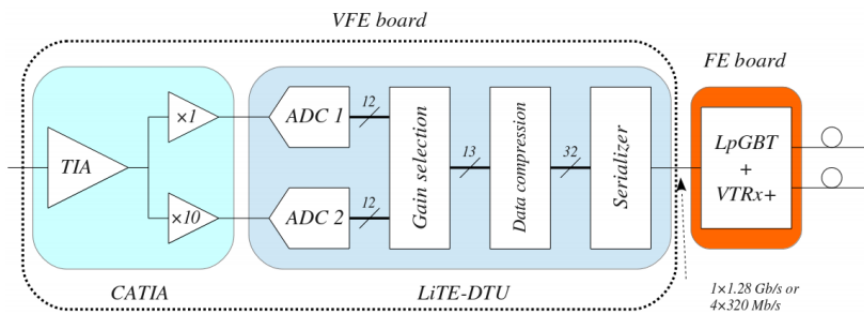 VFE board
FE board
TIA
×1
×10
ADC 1
ADC 2
12
12
Gain selection
13
Data compression
32
Serializer
LpGBT
+
VTRx+
CATIA
LiTE-DTU
1×1.28 Gb/s or
4×320 Mb/s